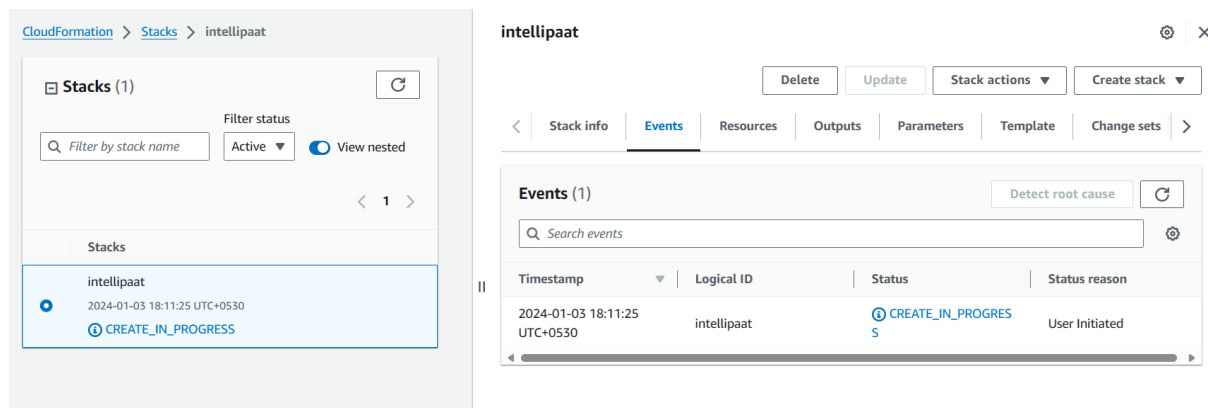 CloudFormation > Stacks > intellipaat
Stacks (1)
Filter status
Filter by stack name
Active
View nested
< 1 >
Stacks
intellipaat
2024-01-03 18:11:25 UTC+0530
CREATE_IN_PROGRESS
intellipaat
Delete
Update
Stack actions
Create stack
Stack info
Events
Resources
Outputs
Parameters
Template
Change sets
Events (1)
Detect root cause
Search events
Timestamp
Logical ID
Status
Status reason
2024-01-03 18:11:25
UTC+0530
intellipaat
CREATE_IN_PROGRES
S
User Initiated